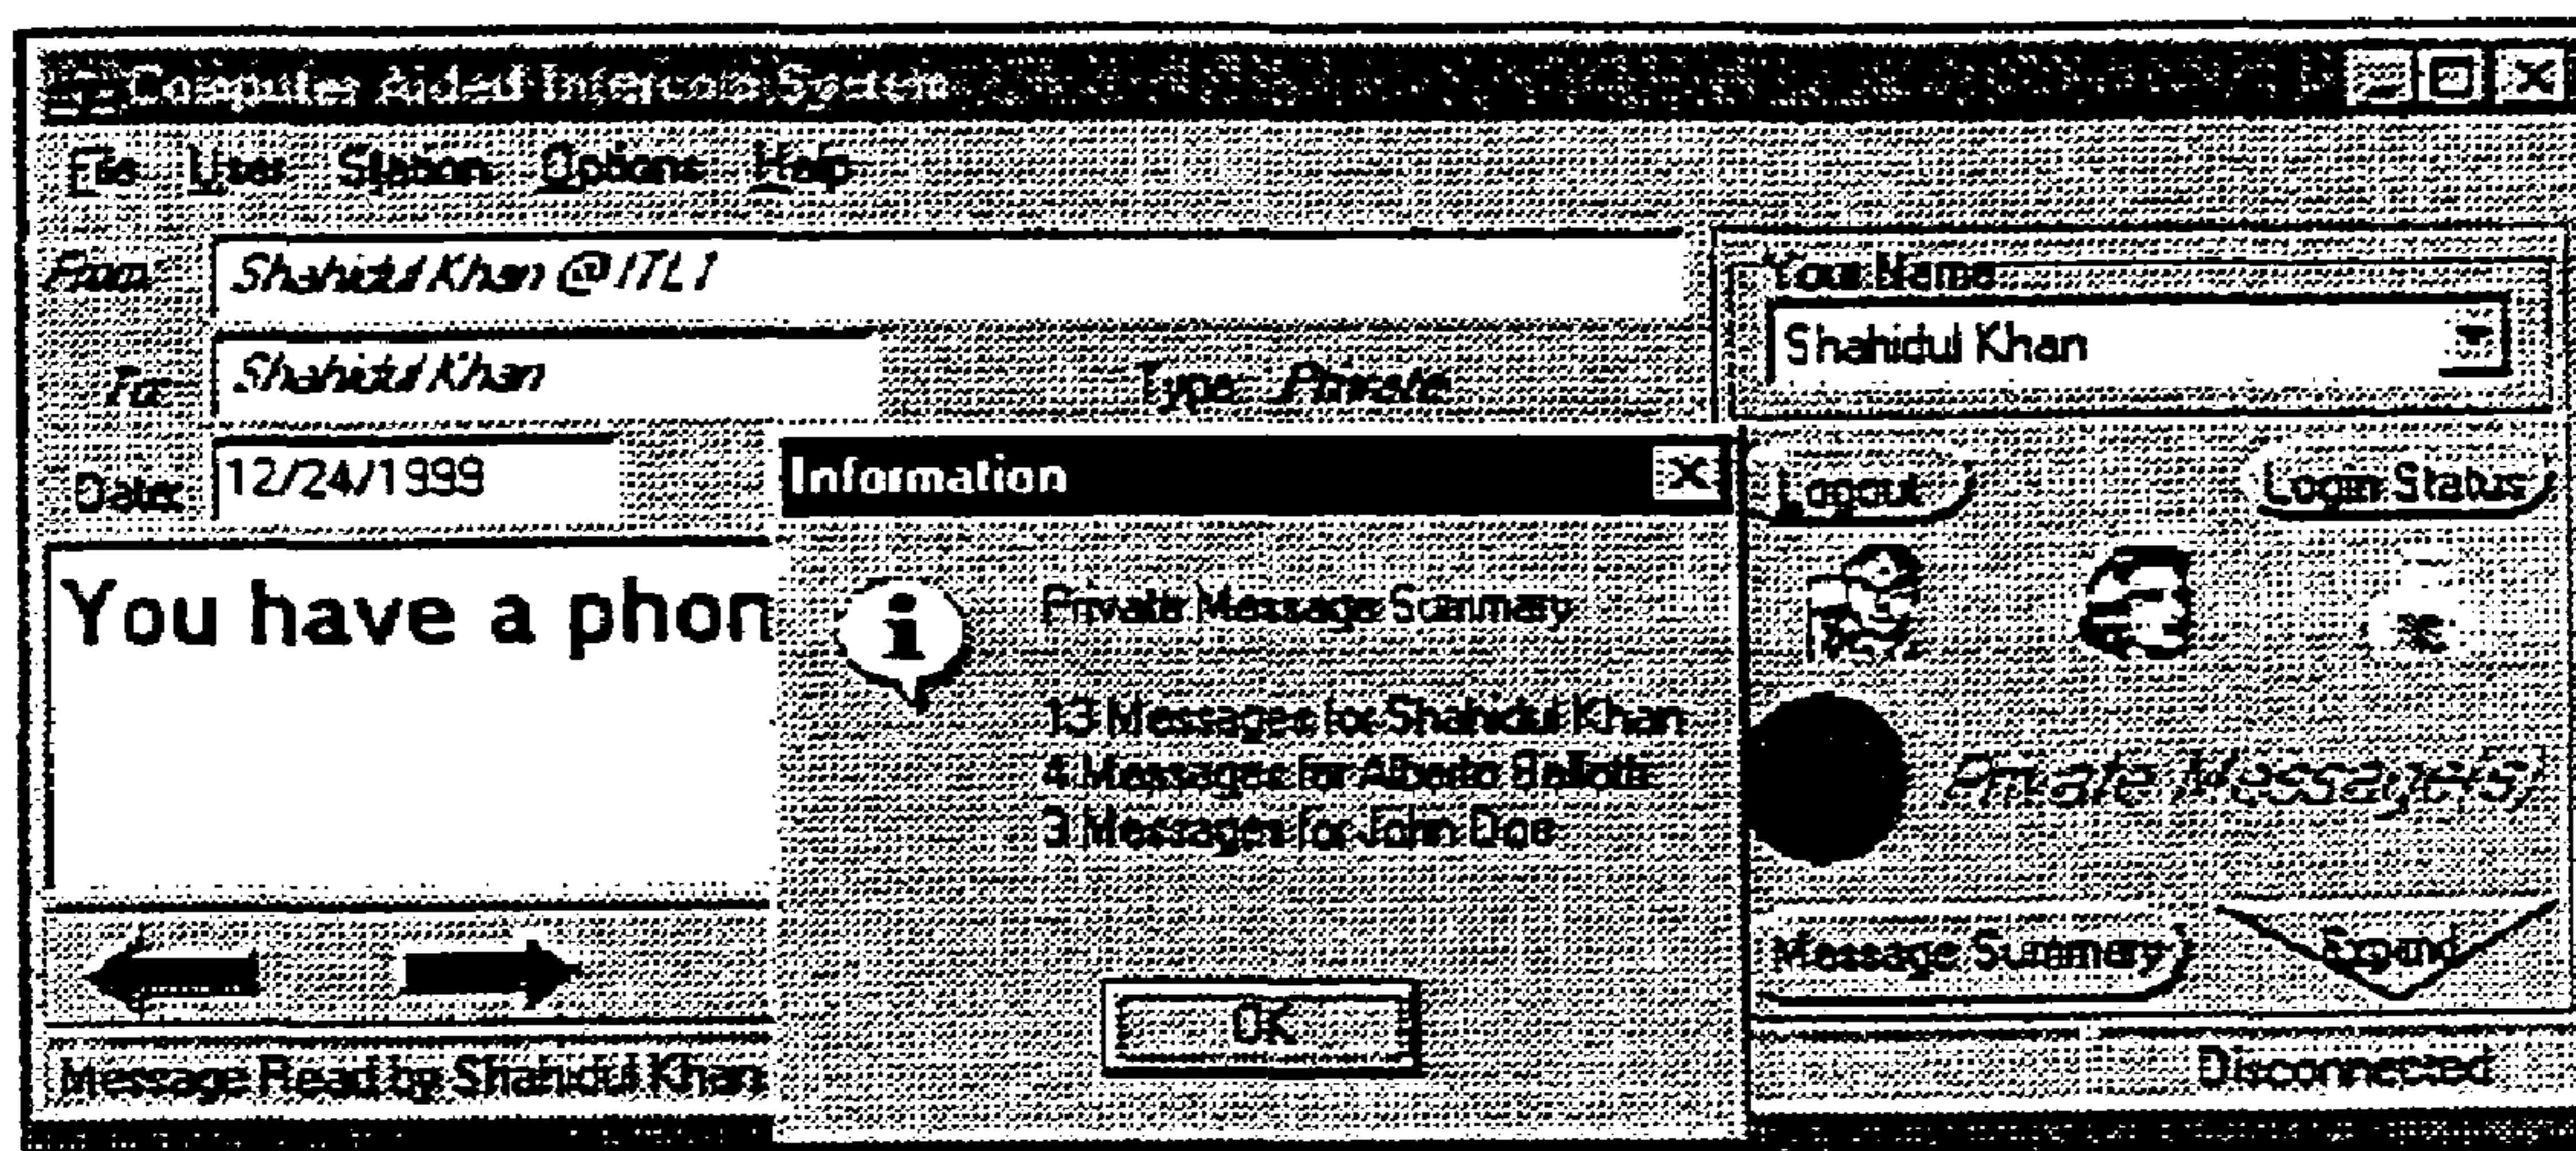 Computer Aided Intercom System
File User Station Options Help
From: Shahidul Khan @ITL1
Your Name
Shahidul Khan
To: Shahidul Khan
Type: Private
Date: 12/24/1999
Information
Logout
Login Status
You have a phon
Private Message Summary
13 Messages for Shahidul Khan
4 Messages for Alberto
3 Messages for John Doe
Private Message(s)
Message Summary
Expand
OK
Message Read by Shahidul Khan
Disconnected